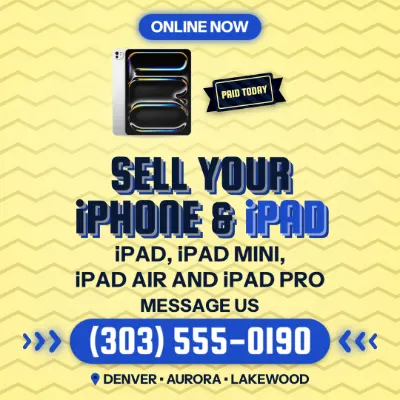 ONLINE NOW
PAID TODAY
SELL YOUR
iPHONE & iPAD
iPAD, iPAD MINI,
iPAD AIR AND iPAD PRO
MESSAGE US
(303) 555-0190
DENVER • AURORA • LAKEWOOD